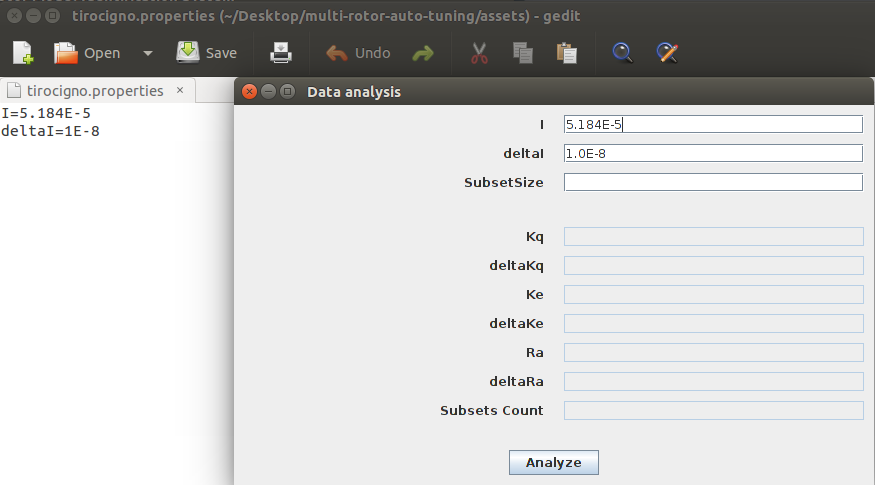 tirocigno.properties (~/Desktop/multi-rotor-auto-tuning/assets) - gedit
Open Save Undo
tirocigno.properties ×
I=5.184E-5
deltaI=1E-8
Data analysis
I 5.184E-5
deltaI 1.0E-8
SubsetSize
Kq
deltaKq
Ke
deltaKe
Ra
deltaRa
Subsets Count
Analyze